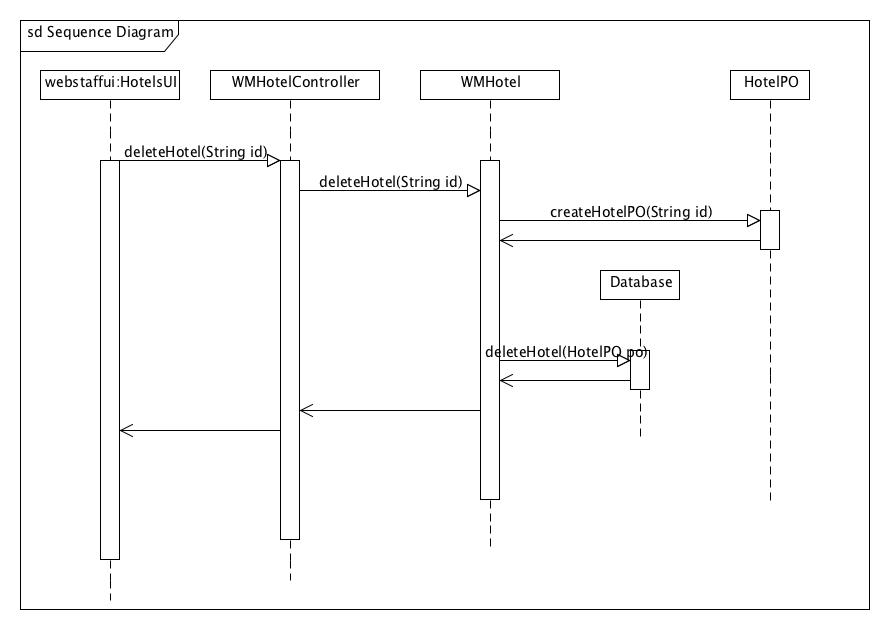 sd Sequence Diagram
webstaffui:HotelsUI
WMHotelController
WMHotel
HotelPO
deleteHotel(String id)
deleteHotel(String id)
createHotelPO(String id)
Database
deleteHotel(HotelPO po)